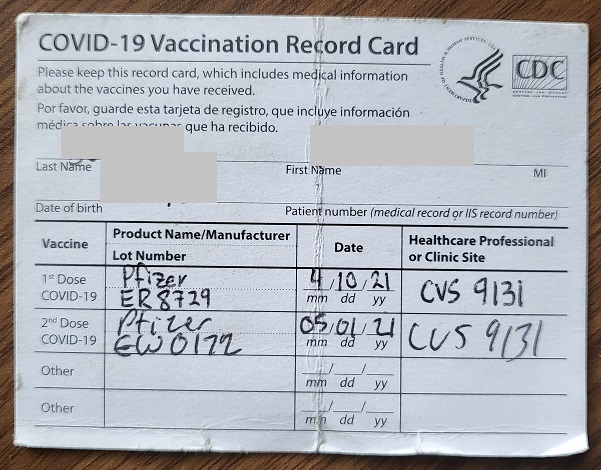 COVID-19 Vaccination Record Card
Please keep this record card, which includes medical information
about the vaccines you have received.
Por favor, guarde esta tarjeta de registro, que incluye información
médica sobre las vacunas que ha recibido.
Last Name First Name MI
Date of birth Patient number (medical record or IIS record number)
Vaccine Product Name/Manufacturer Date Healthcare Professional
Lot Number or Clinic Site
1st Dose Pfizer 4/10/21 CVS 9131
COVID-19 ER8729 mm dd yy
2nd Dose Pfizer 05/01/21 CVS 9131
COVID-19 EW0172 mm dd yy
Other / /
mm dd yy
Other / /
mm dd yy
CDC